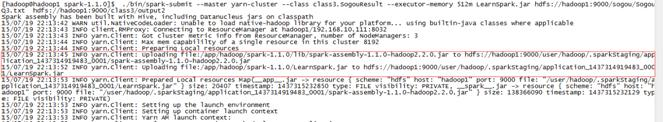 [hadoop@hadoop1 spark-1.1.0]$ ./bin/spark-submit --master yarn-cluster --class class3.SogouResult --executor-memory 512m LearnSpark.jar hdfs://hadoop1:9000/sogou/SogouQ3.txt hdfs://hadoop1:9000/class3/output2
Spark assembly has been built with Hive, including Datanucleus jars on classpath
15/07/19 22:13:42 WARN util.NativeCodeLoader: Unable to load native-hadoop library for your platform... using builtin-java classes where applicable
15/07/19 22:13:43 INFO client.RMProxy: Connecting to ResourceManager at hadoop1/192.168.10.111:8032
15/07/19 22:13:44 INFO yarn.Client: Got cluster metric info from ResourceManager, number of NodeManagers: 3
15/07/19 22:13:44 INFO yarn.Client: Max mem capability of a single resource in this cluster 8192
15/07/19 22:13:44 INFO yarn.Client: Preparing Local resources
15/07/19 22:13:45 INFO yarn.Client: Uploading file:/app/hadoop/spark-1.1.0/lib/spark-assembly-1.1.0-hadoop2.2.0.jar to hdfs://hadoop1:9000/user/hadoop/.sparkStaging/application_1437314919483_0001/spark-assembly-1.1.0-hadoop2.2.0.jar
15/07/19 22:13:52 INFO yarn.Client: Uploading file:/app/hadoop/spark-1.1.0/LearnSpark.jar to hdfs://hadoop1:9000/user/hadoop/.sparkStaging/application_1437314919483_0001/LearnSpark.jar
15/07/19 22:13:53 INFO yarn.Client: Prepared Local resources Map(__app__.jar -> resource { scheme: "hdfs" host: "hadoop1" port: 9000 file: "/user/hadoop/.sparkStaging/application_1437314919483_0001/LearnSpark.jar" } size: 20407 timestamp: 1437315232850 type: FILE visibility: PRIVATE, __spark__.jar -> resource { scheme: "hdfs" host: "hadoop1" port: 9000 file: "/user/hadoop/.sparkStaging/application_1437314919483_0001/spark-assembly-1.1.0-hadoop2.2.0.jar" } size: 138366090 timestamp: 1437315232129 type: FILE visibility: PRIVATE)
15/07/19 22:13:53 INFO yarn.Client: Setting up the launch environment
15/07/19 22:13:53 INFO yarn.Client: Setting up container launch context
15/07/19 22:13:53 INFO yarn.Client: Yarn AM launch context: